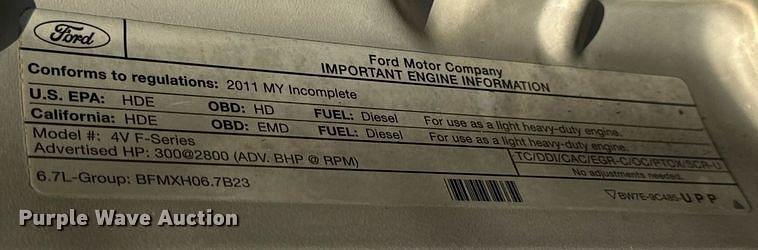 Ford
Ford Motor Company
IMPORTANT ENGINE INFORMATION
Conforms to regulations: 2011 MY Incomplete
U.S. EPA: HDE OBD: HD FUEL: Diesel For use as a light heavy-duty engine.
California: HDE OBD: EMD FUEL: Diesel For use as a light heavy-duty engine.
Model #: 4V F-Series
Advertised HP: 300@2800 (ADV. BHP @ RPM)
TC/DDI/CAC/EGR-C/OC/PTOX/SCR-U
No adjustments needed.
6.7L-Group: BFMXH06.7B23
BW7E-9C485-UPP
Purple Wave Auction